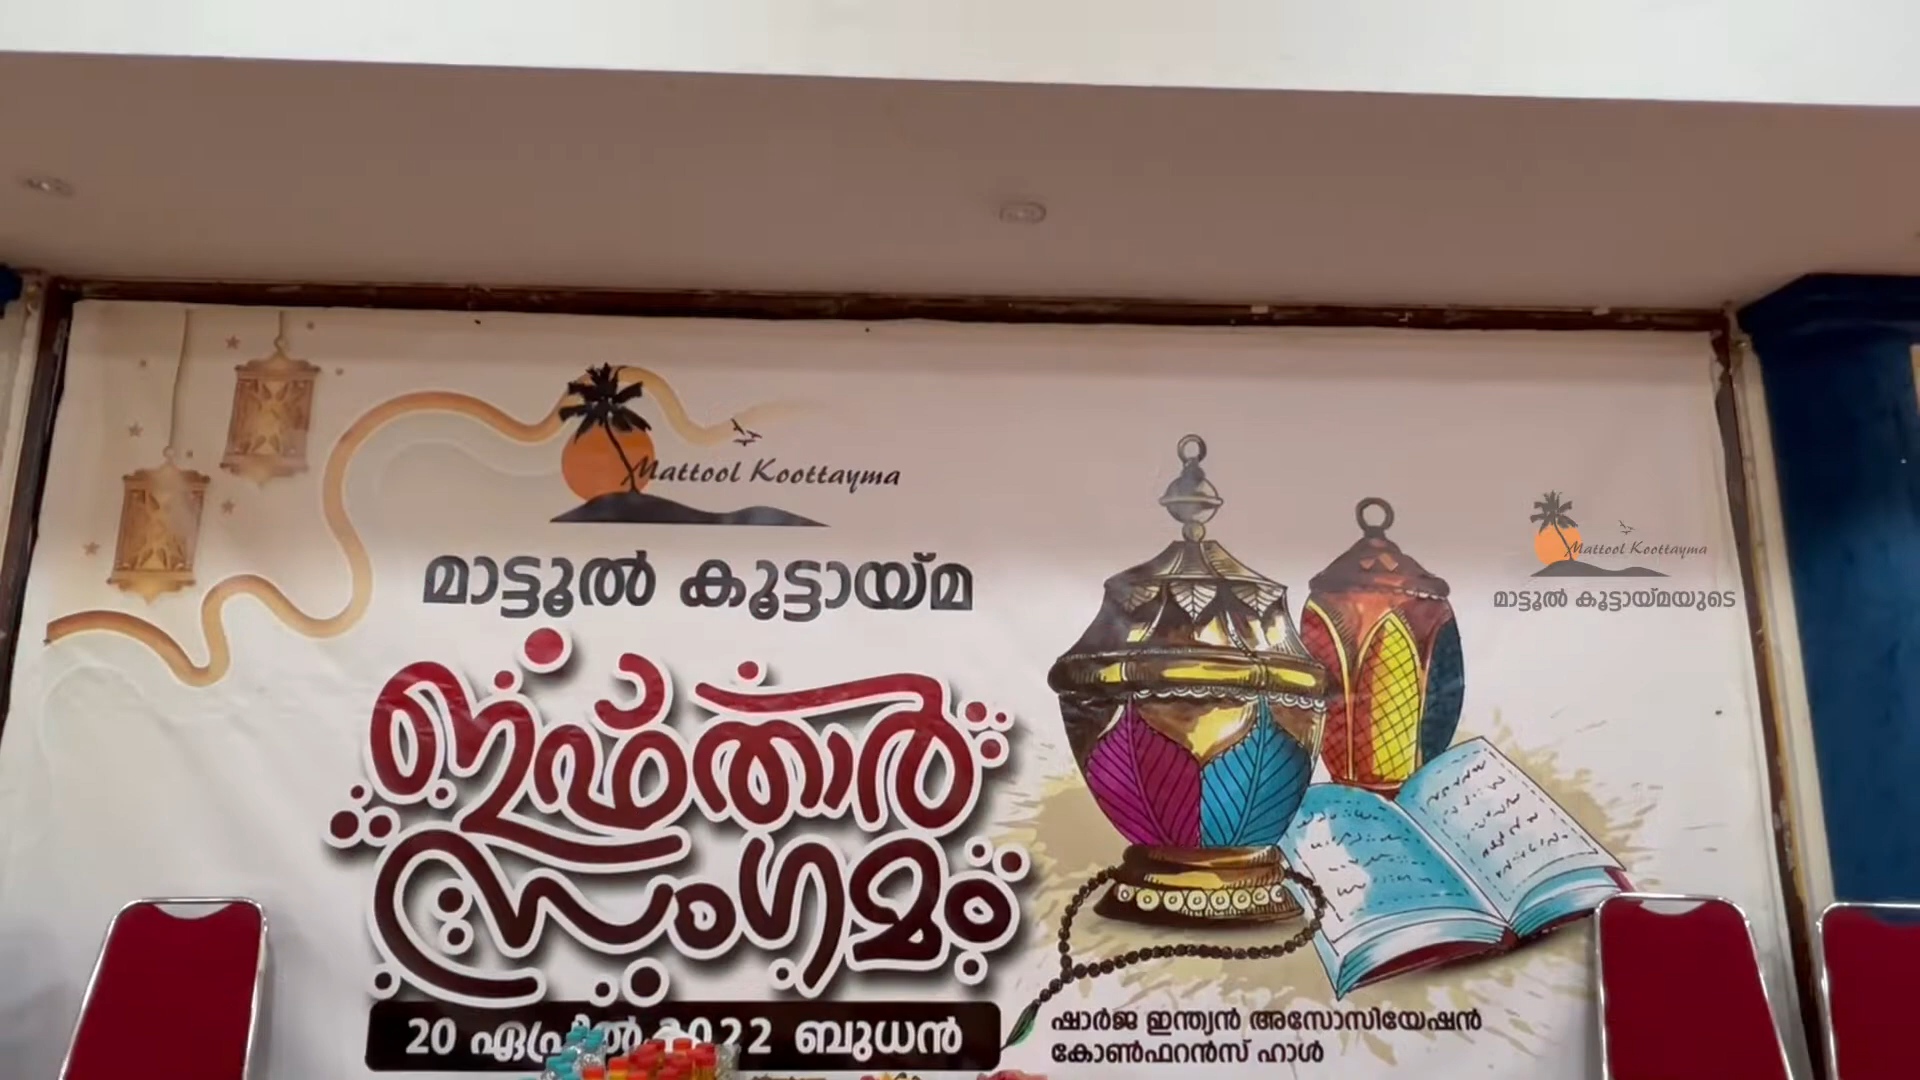 Mattool Koottayma
മാട്ടൂൽ കൂട്ടായ്മ
ഇഫ്താർ
സംഗമം
20 ഏപ്രിൽ 2022 ബുധൻ
ഷാർജ ഇന്ത്യൻ അസോസിയേഷൻ
കോൺഫറൻസ് ഹാൾ
Mattool Koottayma
മാട്ടൂൽ കൂട്ടായ്മയുടെ